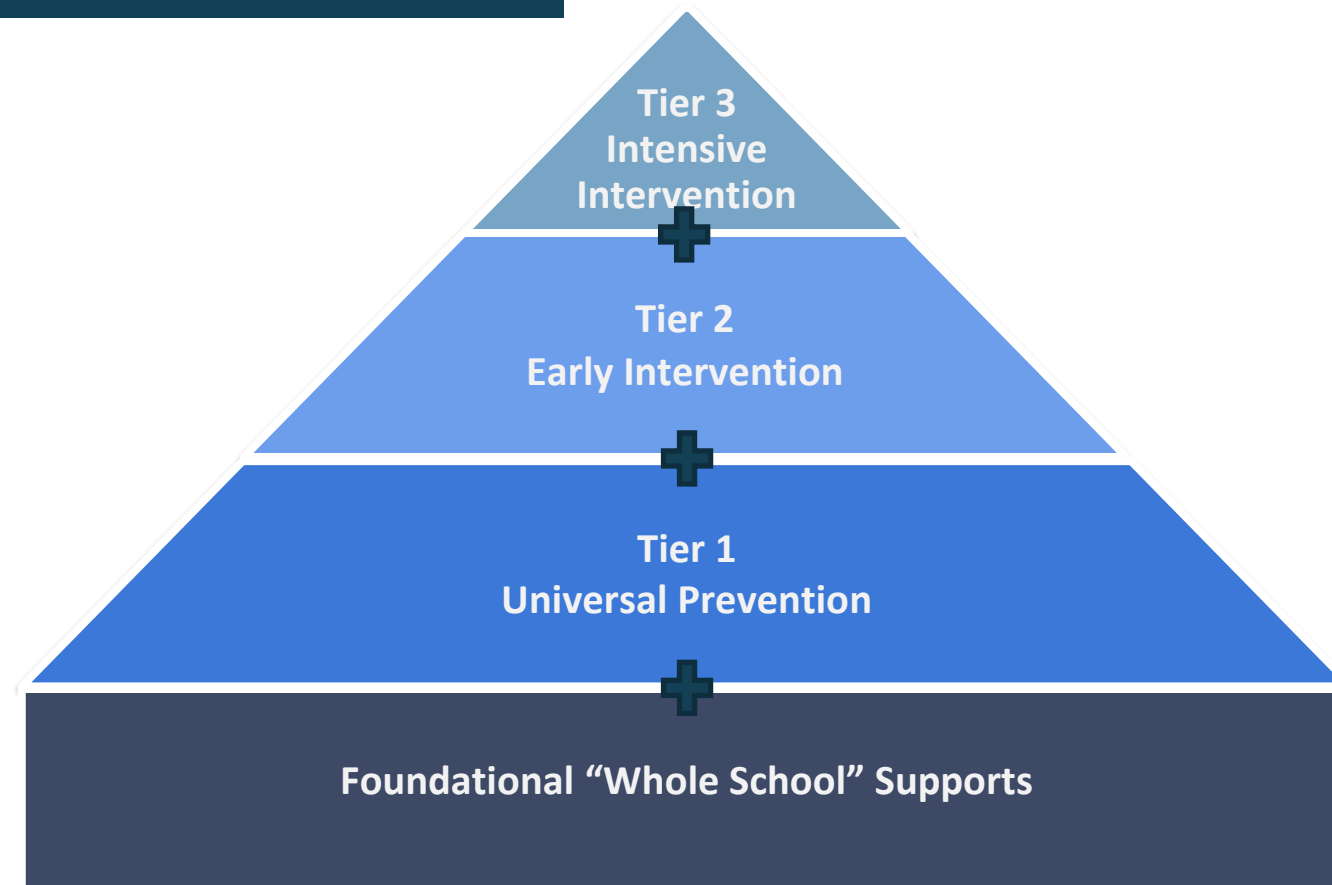 Tier 3
Intensive
Intervention
Tier 2
Early Intervention
Tier 1
Universal Prevention
Foundational “Whole School” Supports